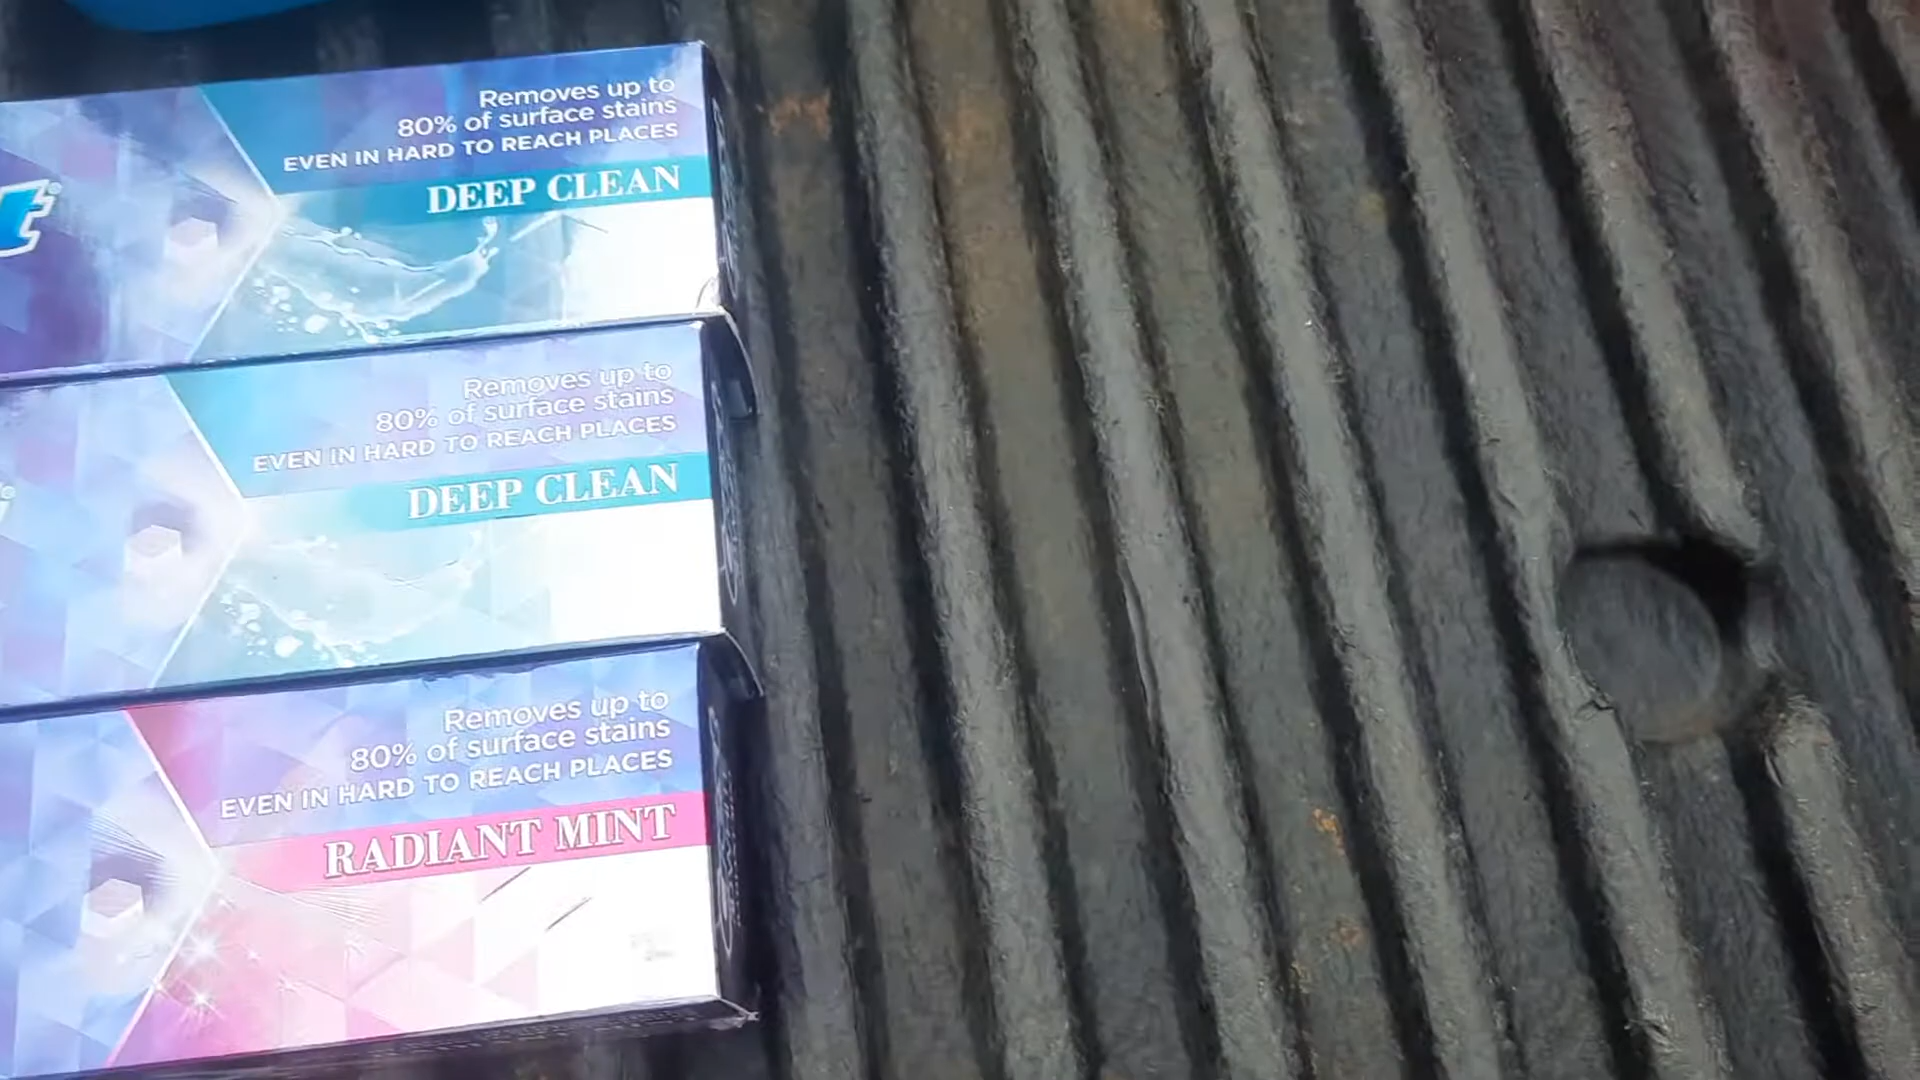 Removes up to
80% of surface stains
EVEN IN HARD TO REACH PLACES
DEEP CLEAN
t
Removes up to
80% of surface stains
EVEN IN HARD TO REACH PLACES
DEEP CLEAN
Removes up to
80% of surface stains
EVEN IN HARD TO REACH PLACES
RADIANT MINT